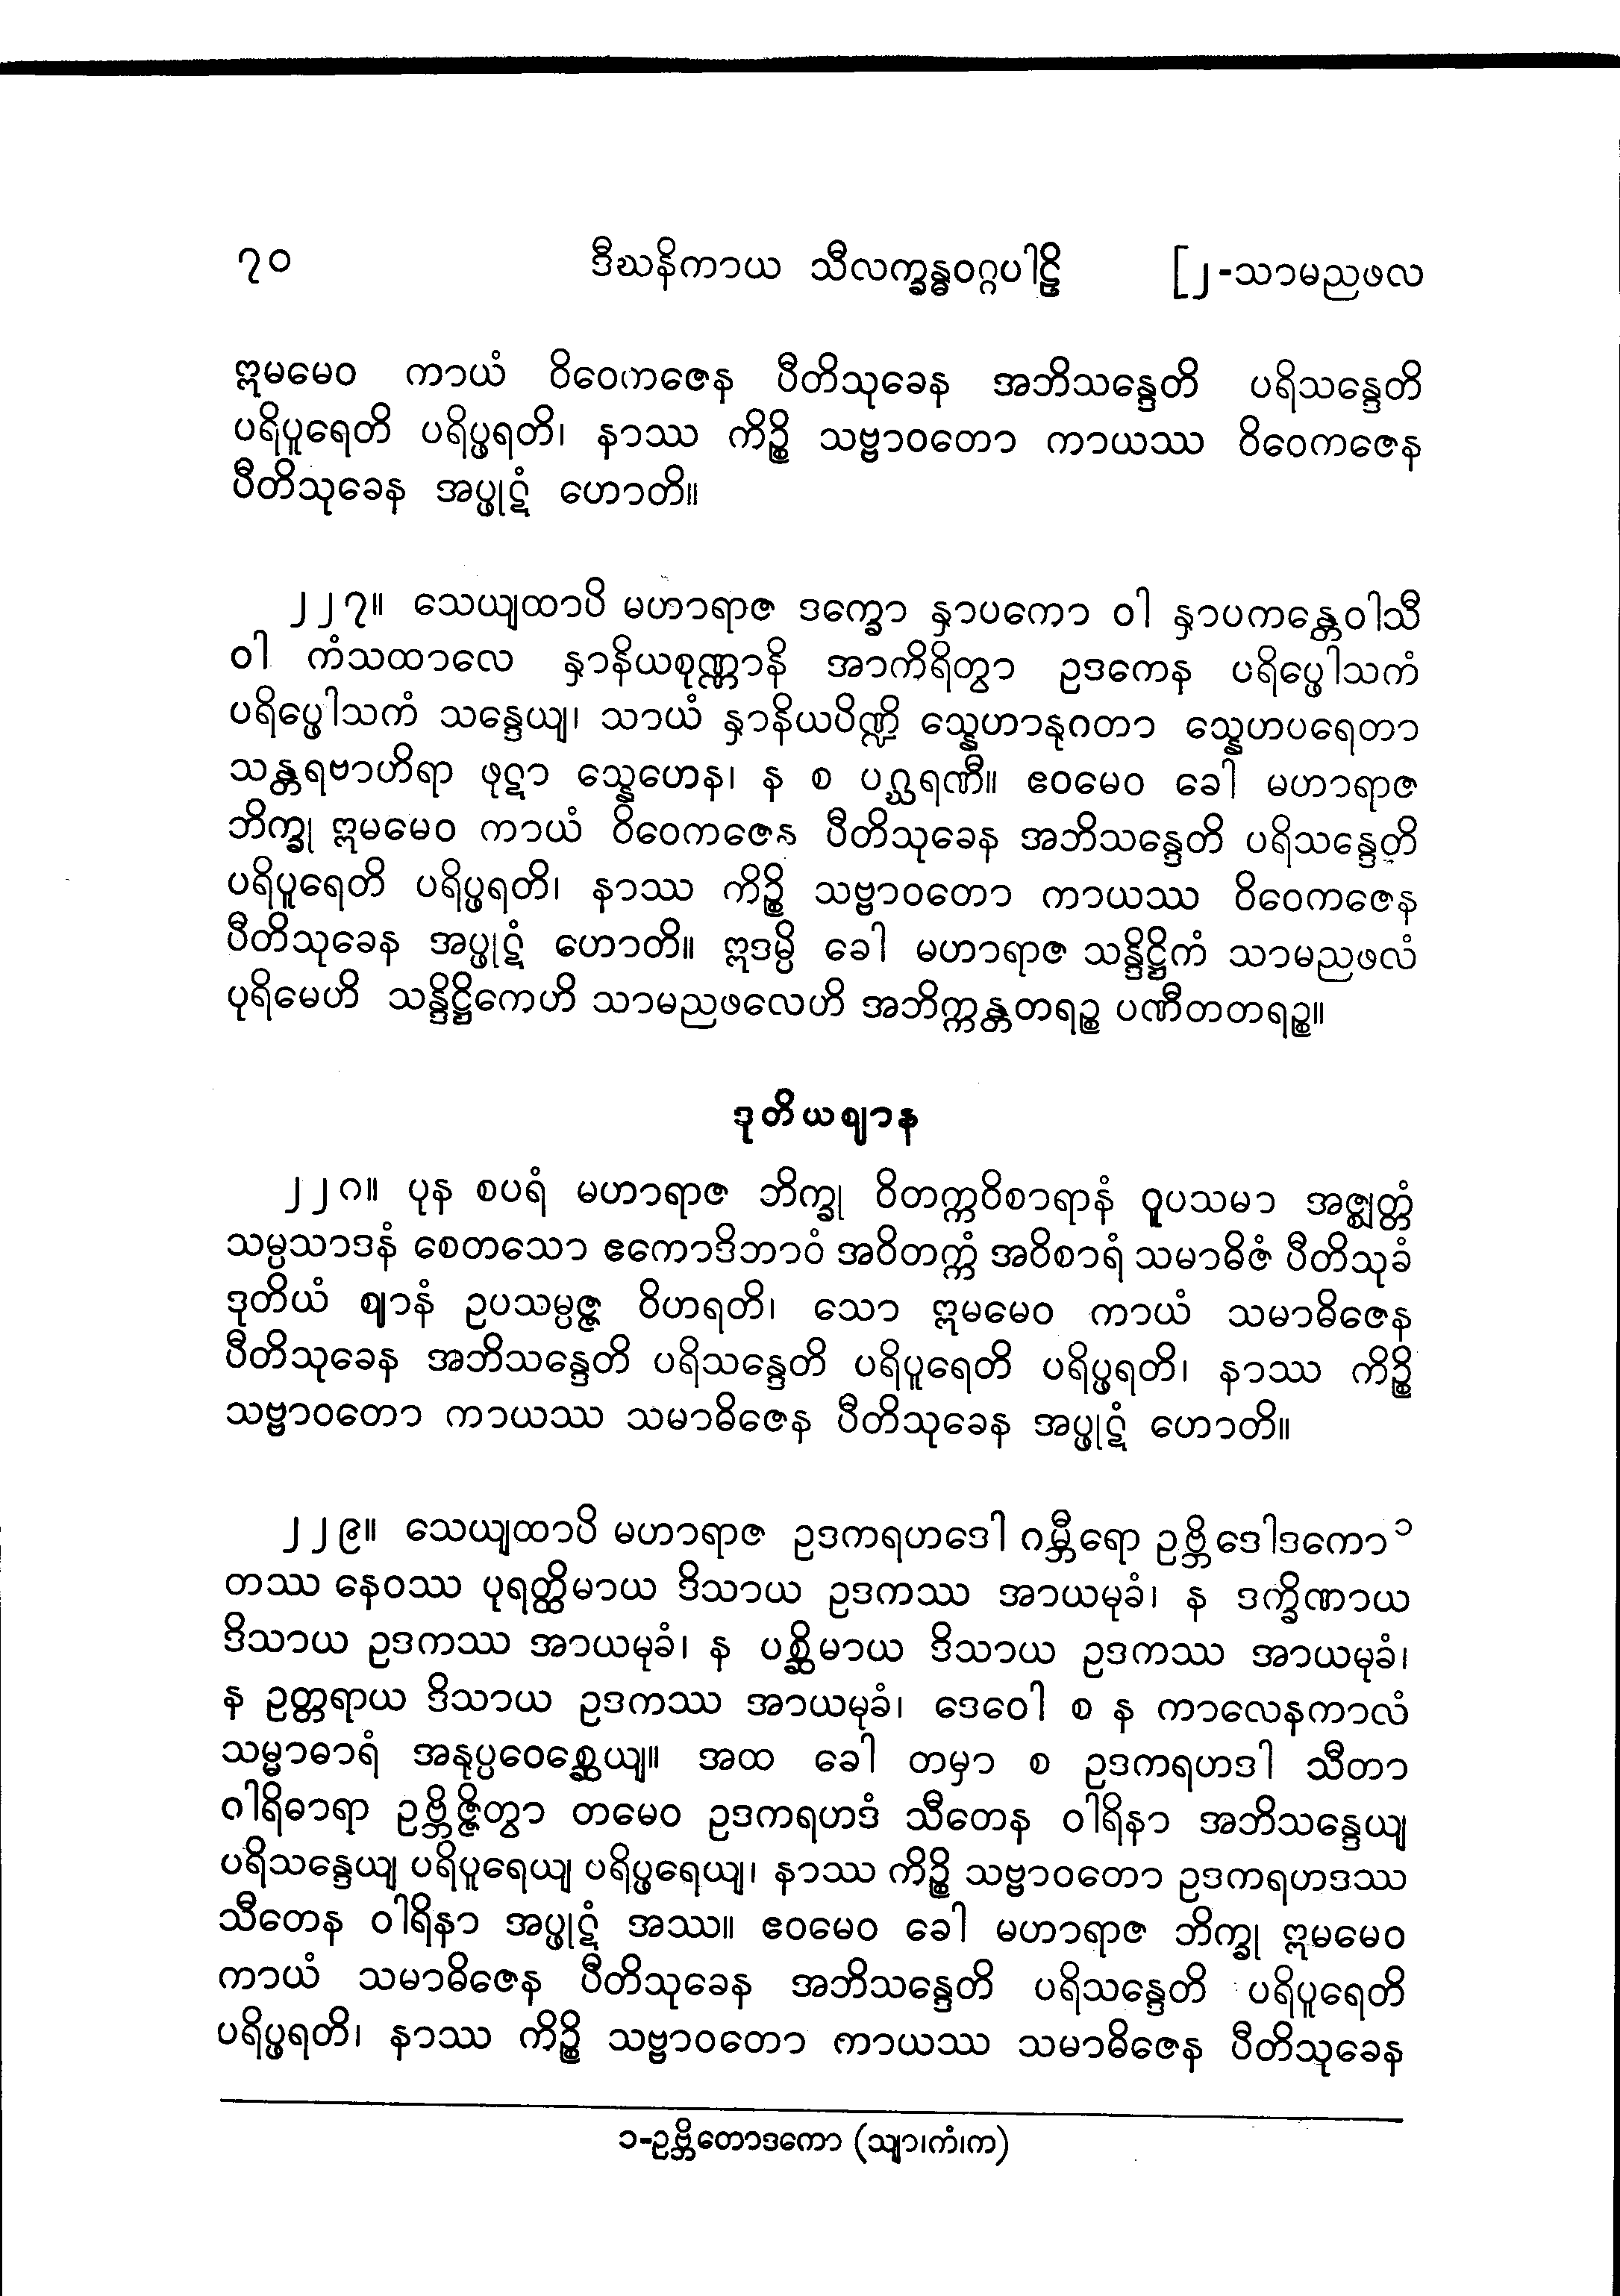 ၇၀ ဒီဃနိကာယ သီလက္ခန္ဓဝဂ္ဂပါဠိ [၂-သာမညဖလ
ဣမမေဝ ကာယံ ဝိဝေကဇေန ပီတိသုခေန အဘိသန္ဒေတိ ပရိသန္ဒေတိ
ပရိပူရေတိ ပရိပ္ဖရတိ၊ နာဿ ကိဉ္စိ သဗ္ဗာဝတော ကာယဿ ဝိဝေကဇေန
ပီတိသုခေန အပ္ဖုဋံ ဟောတိ။
၂၂၇။ သေယျထာပိ မဟာရာဇ ဒက္ခော နှာပကော ဝါ နှာပကန္တေဝါသီ
ဝါ ကံသထာလေ နှာနိယစုဏ္ဏာနိ အာကိရိတွာ ဥဒကေန ပရိပ္ဖေါသကံ
ပရိပ္ဖေါသကံ သန္ဒေယျ၊ သာယံ နှာနိယပိဏ္ဍိ သ္နေဟာနုဂတာ သ္နေဟပရေတာ
သန္တရဗာဟိရာ ဖုဋာ သ္နေဟေန၊ န စ ပဂ္ဃရဏီ။ ဧဝမေဝ ခေါ မဟာရာဇ
ဘိက္ခု ဣမမေဝ ကာယံ ဝိဝေကဇေန ပီတိသုခေန အဘိသန္ဒေတိ ပရိသန္ဒေတိ
ပရိပူရေတိ ပရိပ္ဖရတိ၊ နာဿ ကိဉ္စိ သဗ္ဗာဝတော ကာယဿ ဝိဝေကဇေန
ပီတိသုခေန အပ္ဖုဋံ ဟောတိ။ ဣဒမ္ပိ ခေါ မဟာရာဇ သန္ဒိဋ္ဌိကံ သာမညဖလံ
ပုရိမေဟိ သန္ဒိဋ္ဌိကေဟိ သာမညဖလေဟိ အဘိက္ကန္တတရဉ္စ ပဏီတတရဉ္စ။
ဒုတိယဈာန
၂၂၈။ ပုန စပရံ မဟာရာဇ ဘိက္ခု ဝိတက္ကဝိစာရာနံ ဝူပသမာ အဇ္ဈတ္တံ
သမ္ပသာဒနံ စေတသော ဧကောဒိဘာဝံ အဝိတက္ကံ အဝိစာရံ သမာဓိဇံ ပီတိသုခံ
ဒုတိယံ ဈာနံ ဥပသမ္ပဇ္ဇ ဝိဟရတိ၊ သော ဣမမေဝ ကာယံ သမာဓိဇေန
ပီတိသုခေန အဘိသန္ဒေတိ ပရိသန္ဒေတိ ပရိပူရေတိ ပရိပ္ဖရတိ၊ နာဿ ကိဉ္စိ
သဗ္ဗာဝတော ကာယဿ သမာဓိဇေန ပီတိသုခေန အပ္ဖုဋံ ဟောတိ။
၂၂၉။ သေယျထာပိ မဟာရာဇ ဥဒကရဟဒေါ ဂမ္ဘီရော ဥဗ္ဘိဒေါဒကော၁
တဿ နေဝဿ ပုရတ္ထိမာယ ဒိသာယ ဥဒကဿ အာယမုခံ၊ န ဒက္ခိဏာယ
ဒိသာယ ဥဒကဿ အာယမုခံ၊ န ပစ္ဆိမာယ ဒိသာယ ဥဒကဿ အာယမုခံ၊
န ဥတ္တရာယ ဒိသာယ ဥဒကဿ အာယမုခံ၊ ဒေဝေါ စ န ကာလေနကာလံ
သမ္မာဓာရံ အနုပ္ပဝေစ္ဆေယျ။ အထ ခေါ တမှာ စ ဥဒကရဟဒါ သီတာ
ဝါရိဓာရာ ဥဗ္ဘိဇ္ဇိတွာ တမေဝ ဥဒကရဟဒံ သီတေန ဝါရိနာ အဘိသန္ဒေယျ
ပရိသန္ဒေယျ ပရိပူရေယျ ပရိပ္ဖရေယျ၊ နာဿ ကိဉ္စိ သဗ္ဗာဝတော ဥဒကရဟဒဿ
သီတေန ဝါရိနာ အပ္ဖုဋံ အဿ။ ဧဝမေဝ ခေါ မဟာရာဇ ဘိက္ခု ဣမမေဝ
ကာယံ သမာဓိဇေန ပီတိသုခေန အဘိသန္ဒေတိ ပရိသန္ဒေတိ ပရိပူရေတိ
ပရိပ္ဖရတိ၊ နာဿ ကိဉ္စိ သဗ္ဗာဝတော ကာယဿ သမာဓိဇေန ပီတိသုခေန
၁-ဥဗ္ဘိတောဒကော (သျာ၊ကံ၊က)